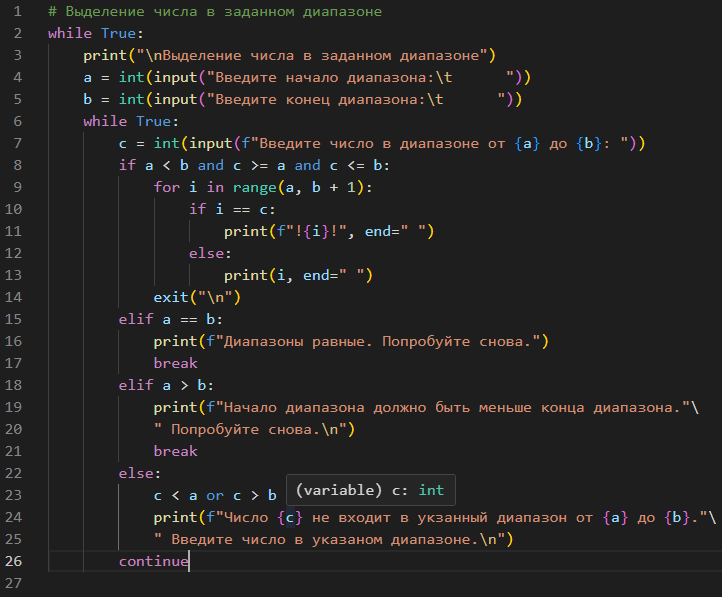 1 # Выделение числа в заданном диапазоне
2 while True:
3     print("\nВыделение числа в заданном диапазоне")
4     a = int(input("Введите начало диапазона:\t      "))
5     b = int(input("Введите конец диапазона:\t      "))
6     while True:
7         c = int(input(f"Введите число в диапазоне от {a} до {b}: "))
8         if a < b and c >= a and c <= b:
9             for i in range(a, b + 1):
10                 if i == c:
11                     print(f"!{i}!", end=" ")
12                 else:
13                     print(i, end=" ")
14             exit("\n")
15         elif a == b:
16             print(f"Диапазоны равные. Попробуйте снова.")
17             break
18         elif a > b:
19             print(f"Начало диапазона должно быть меньше конца диапазона."\
20             " Попробуйте снова.\n")
21             break
22         else:
23             c < a or c > b (variable) c: int
24             print(f"Число {c} не входит в укзанный диапазон от {a} до {b}."\
25             " Введите число в указаном диапазоне.\n")
26         continue
27